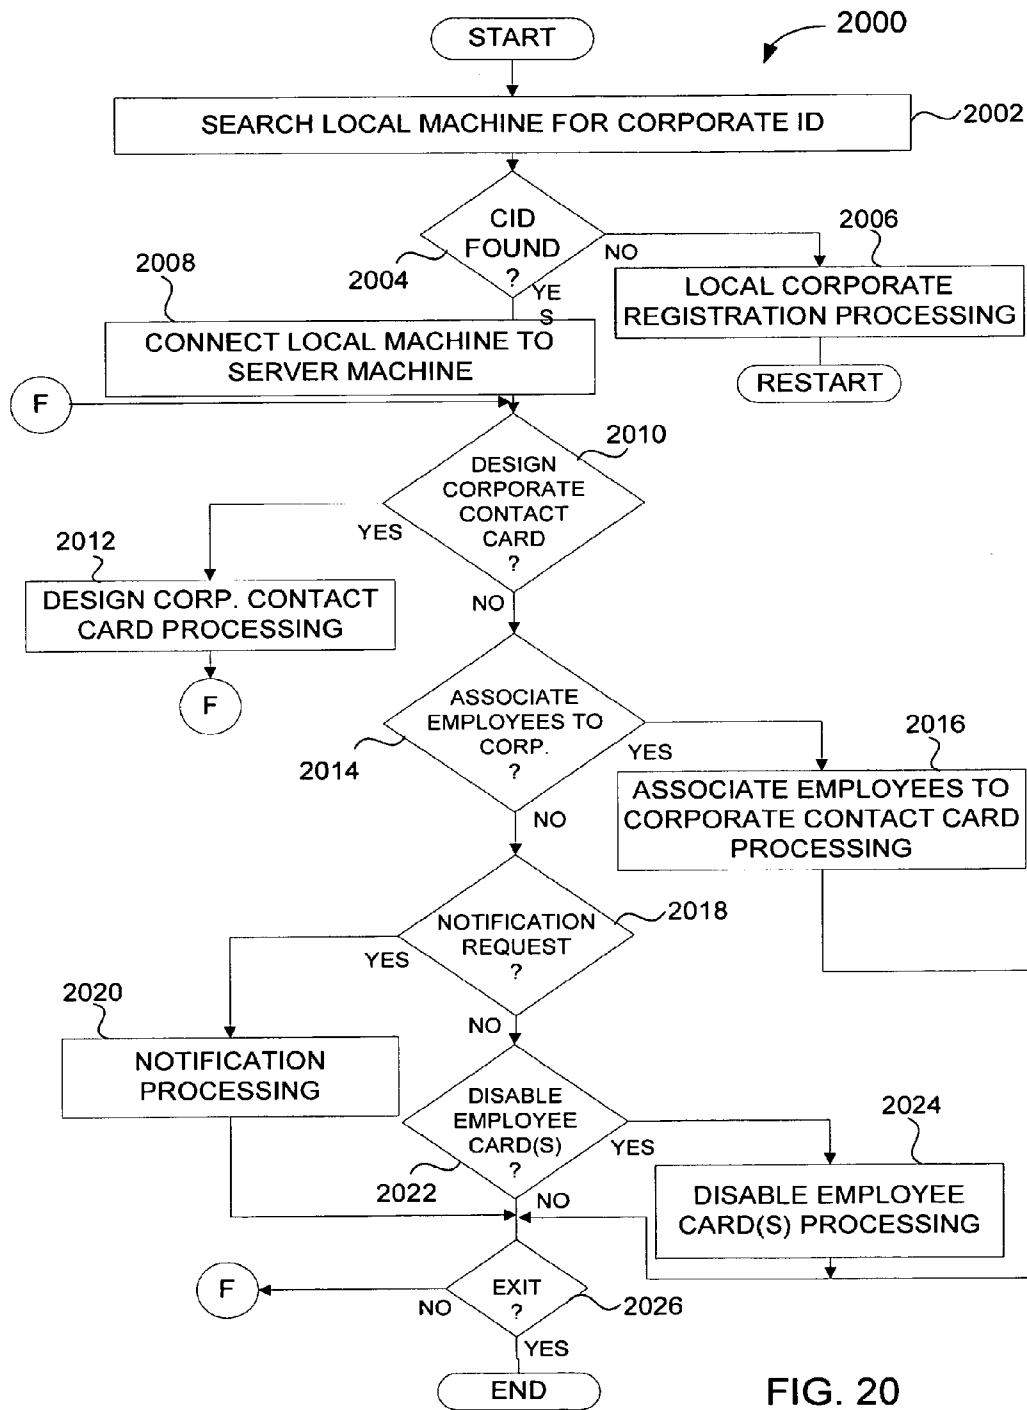 START
2000
SEARCH LOCAL MACHINE FOR CORPORATE ID
2002
CID
FOUND
?
2004
NO
YE
S
2006
LOCAL CORPORATE
REGISTRATION PROCESSING
RESTART
2008
CONNECT LOCAL MACHINE TO
SERVER MACHINE
F
2010
DESIGN
CORPORATE
CONTACT
CARD
?
YES
NO
2012
DESIGN CORP. CONTACT
CARD PROCESSING
F
ASSOCIATE
EMPLOYEES TO
CORP.
?
2014
YES
NO
2016
ASSOCIATE EMPLOYEES TO
CORPORATE CONTACT CARD
PROCESSING
NOTIFICATION
REQUEST
?
2018
YES
NO
2020
NOTIFICATION
PROCESSING
DISABLE
EMPLOYEE
CARD(S)
?
2022
YES
NO
2024
DISABLE EMPLOYEE
CARD(S) PROCESSING
F
EXIT
?
NO
2026
YES
END
FIG. 20